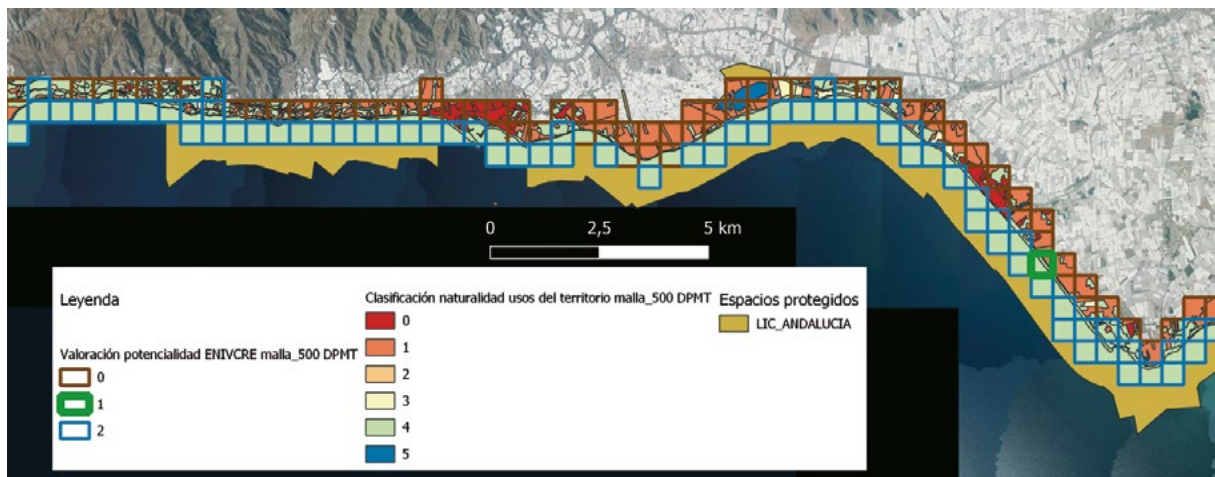 0 2,5 5 km
Leyenda
Valoración potencialidad ENIVCRE malla_500 DPMT
0
1
2
Clasificación naturalidad usos del territorio malla_500 DPMT
0
1
2
3
4
5
Espacios protegidos
LIC_ANDALUCIA